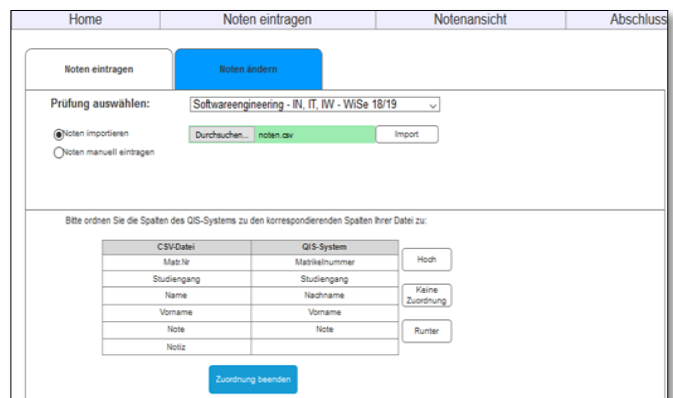 Home Noten eintragen Notenansicht Abschluss
Noten eintragen Noten ändern
Prüfung auswählen: Softwareengineering - IN, IT, IW - WiSe 18/19
Noten importieren Durchsuchen... noten.csv Import
Noten manuell eintragen
Bitte ordnen Sie die Spalten des QIS-Systems zu den korrespondierenden Spalten Ihrer Datei zu:
CSV-Datei QIS-System
Matr.Nr Matrikelnummer Hoch
Studiengang Studiengang
Name Nachname Keine
Zuordnung
Vorname Vorname
Note Note Runter
Notiz
Zuordnung beenden